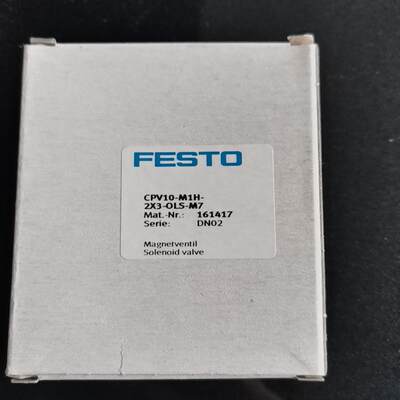 FESTO
CPV10-M1H-
2X3-OLS-M7
Mat.-Nr.: 161417
Serie: DN02
Magnetventil
Solenoid valve